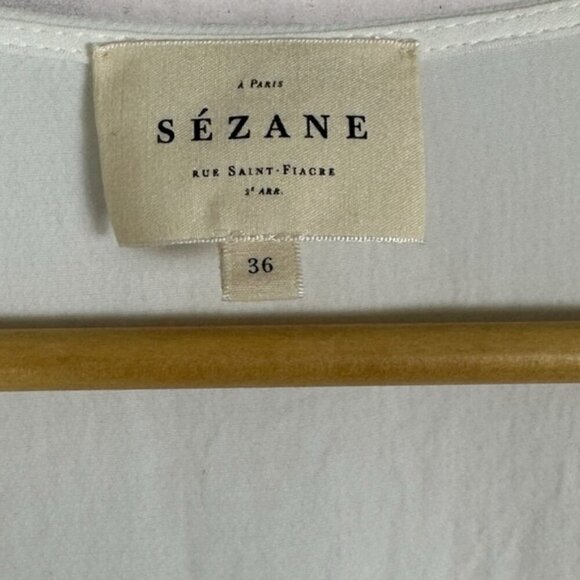 À PARIS
SÉZANE
RUE SAINT-FIACRE
2ᵉ ARR.
36